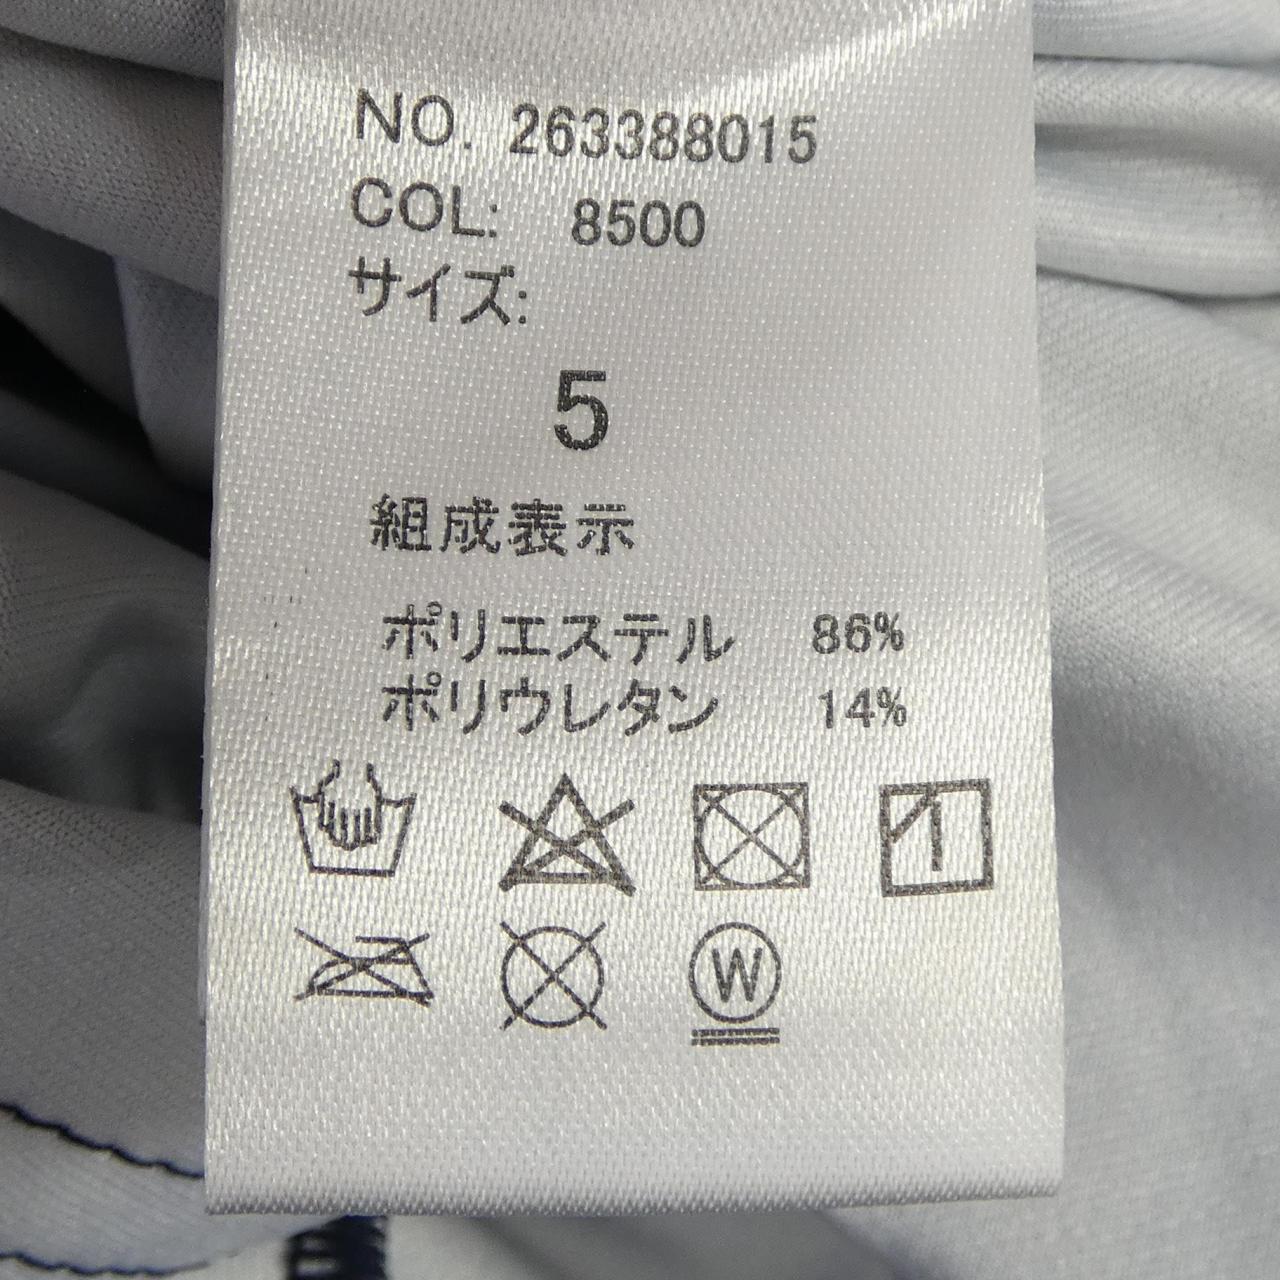 NO. 263388015
COL: 8500
サイズ:
5
組成表示
ポリエステル 86%
ポリウレタン 14%
W